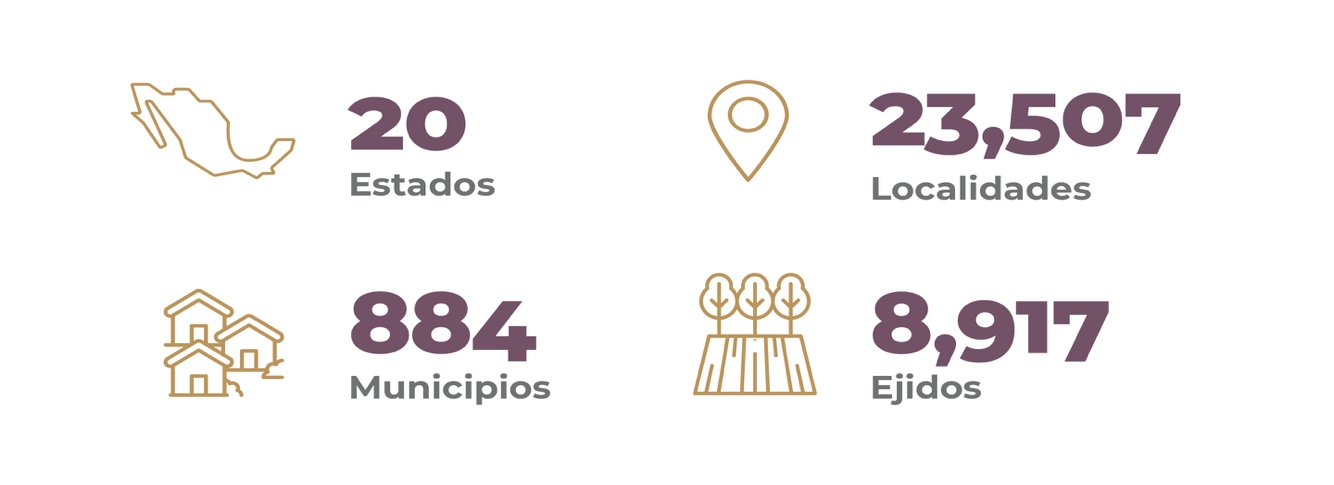 20
Estados
23,507
Localidades
884
Municipios
8,917
Ejidos